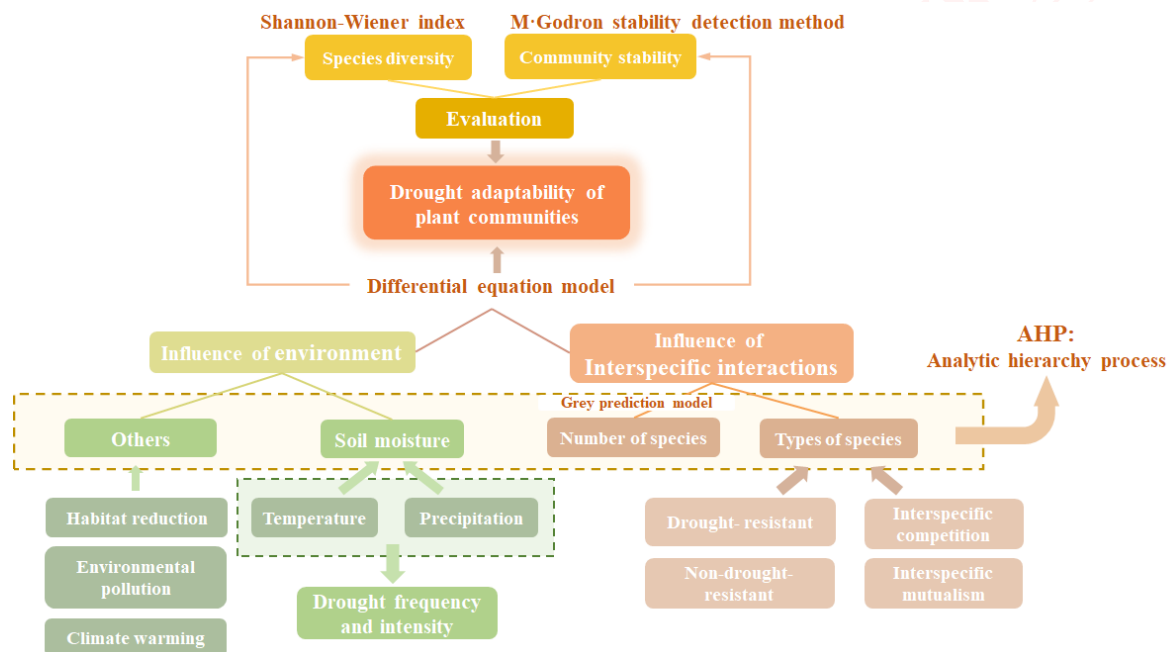 Shannon-Wiener index
M·Godron stability detection method
Species diversity
Community stability
Evaluation
Drought adaptability of
plant communities
Differential equation model
Influence of environment
Influence of
Interspecific interactions
AHP:
Analytic hierarchy process
Grey prediction model
Others
Soil moisture
Number of species
Types of species
Habitat reduction
Temperature
Precipitation
Drought- resistant
Interspecific
competition
Environmental
pollution
Non-drought-
resistant
Interspecific
mutualism
Drought frequency
and intensity
Climate warming